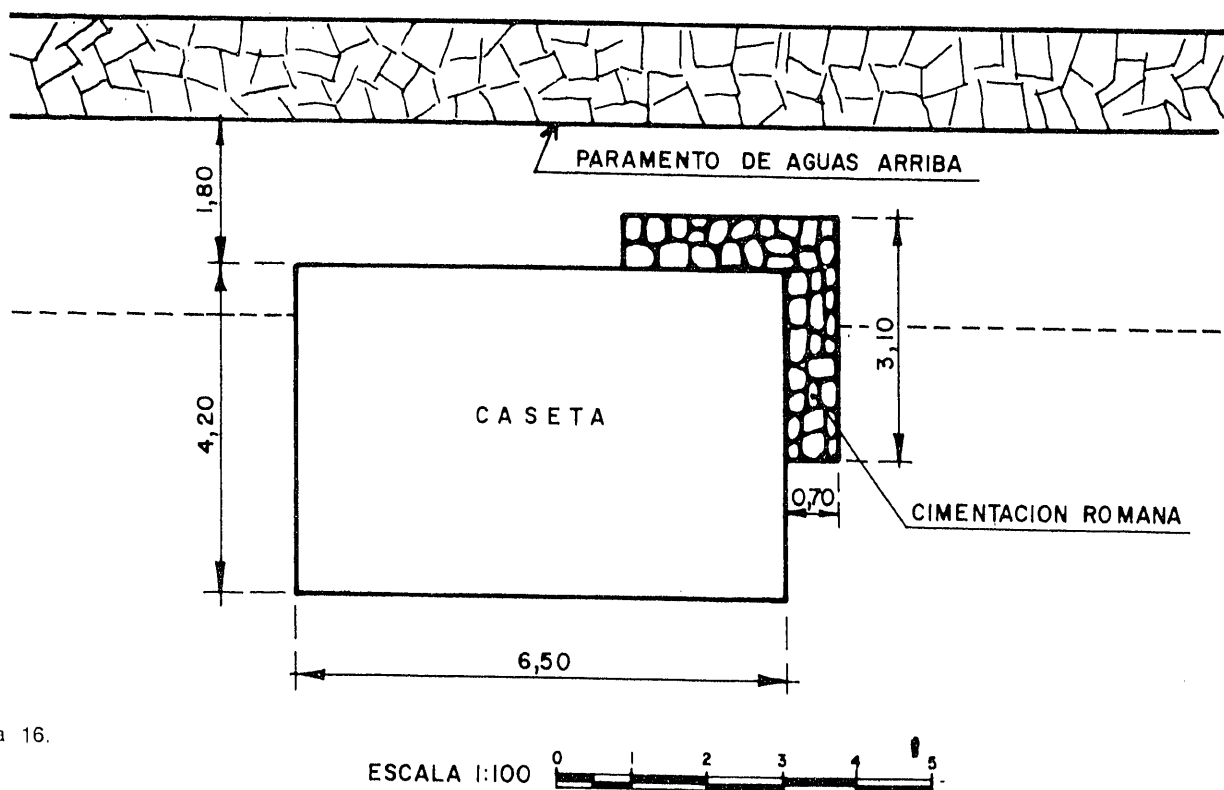 PARAMENTO DE AGUAS ARRIBA
1,80
3,10
4,20
CASETA
0,70
CIMENTACION ROMANA
6,50
16.
ESCALA 1:100
0 1 2 3 4 5